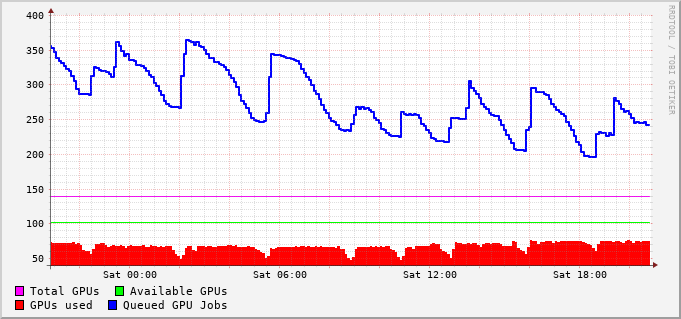 400
350
300
250
200
150
100
50
Sat 00:00 Sat 06:00 Sat 12:00 Sat 18:00
Total GPUs Available GPUs
GPUs used Queued GPU Jobs
RRDTOOL / TOBI OETIKER